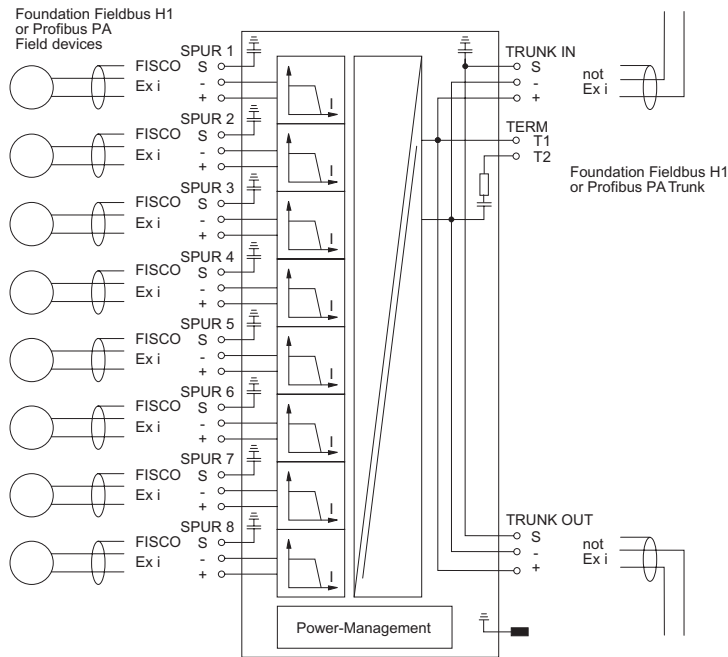 Foundation Fieldbus H1
or Profibus PA
Field devices
SPUR 1
FISCO S
Ex i -
+
I
SPUR 2
FISCO S
Ex i -
+
I
SPUR 3
FISCO S
Ex i -
+
I
SPUR 4
FISCO S
Ex i -
+
I
SPUR 5
FISCO S
Ex i -
+
I
SPUR 6
FISCO S
Ex i -
+
I
SPUR 7
FISCO S
Ex i -
+
I
SPUR 8
FISCO S
Ex i -
+
I
Power-Management
TRUNK IN
S
-
+
not
Ex i
TERM
T1
T2
Foundation Fieldbus H1
or Profibus PA Trunk
TRUNK OUT
S
-
+
not
Ex i